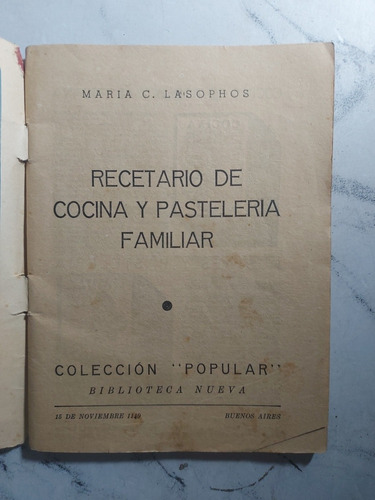 MARIA C. LASOPHOS
RECETARIO DE
COCINA Y PASTELERIA
FAMILIAR
COLECCIÓN "POPULAR"
BIBLIOTECA NUEVA
DE NOVIEMBRE BUENOS AIRES